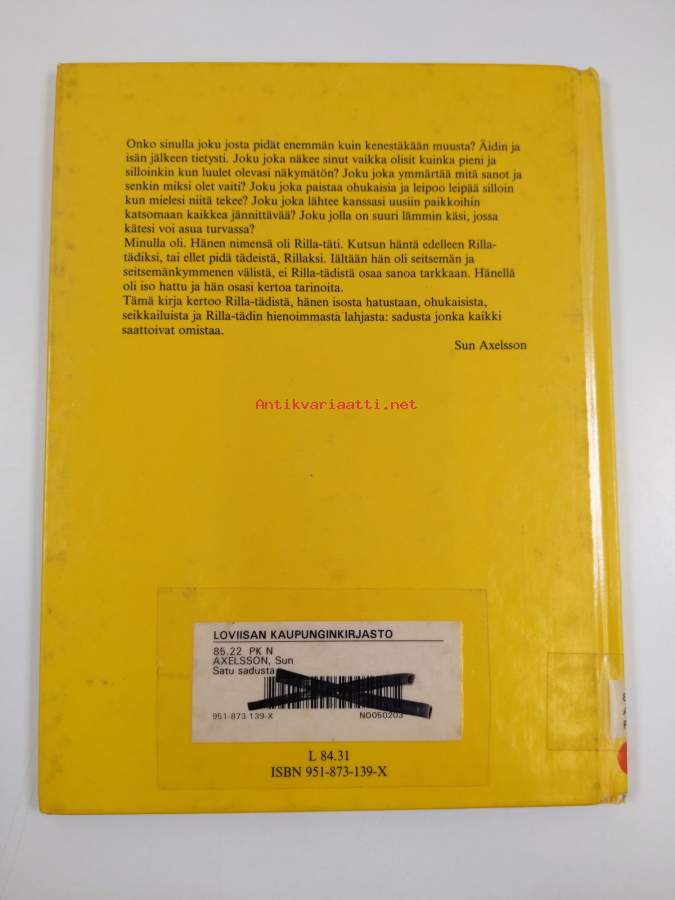 Onko sinulla joku josta pidät enemmän kuin kenestäkään muusta? Äidin ja
isän jälkeen tietysti. Joku joka näkee sinut vaikka olisit kuinka pieni ja
silloinkin kun luulet olevasi näkymätön? Joku joka ymmärtää mitä sanot ja
senkin miksi olet vaiti? Joku joka paistaa ohukaisia ja leipoo leipää silloin
kun mielesi niitä tekee? Joku joka lähtee kanssasi uusiin paikkoihin
katsomaan kaikkea jännittävää? Joku jolla on suuri lämmin käsi, jossa
kätesi voi asua turvassa?
Minulla oli. Hänen nimensä oli Rilla-täti. Kutsun häntä edelleen Rilla-
tädiksi, tai ellet pidä tädeistä, Rillaksi. Iältään hän oli seitsemän ja
seitsemänkymmenen välistä, ei Rilla-tädistä osaa sanoa tarkkaan. Hänellä
oli iso hattu ja hän osasi kertoa tarinoita.
Tämä kirja kertoo Rilla-tädistä, hänen isosta hatustaan, ohukaisista,
seikkailuista ja Rilla-tädin hienoimmasta lahjasta: sadusta jonka kaikki
saattoivat omistaa.
Sun Axelsson
Antikvariaatti.net
LOVIISAN KAUPUNGINKIRJASTO
85.22 PK N
AXELSSON, Sun
Satu sadusta
951-873-139-X NO050203
L 84.31
ISBN 951-873-139-X